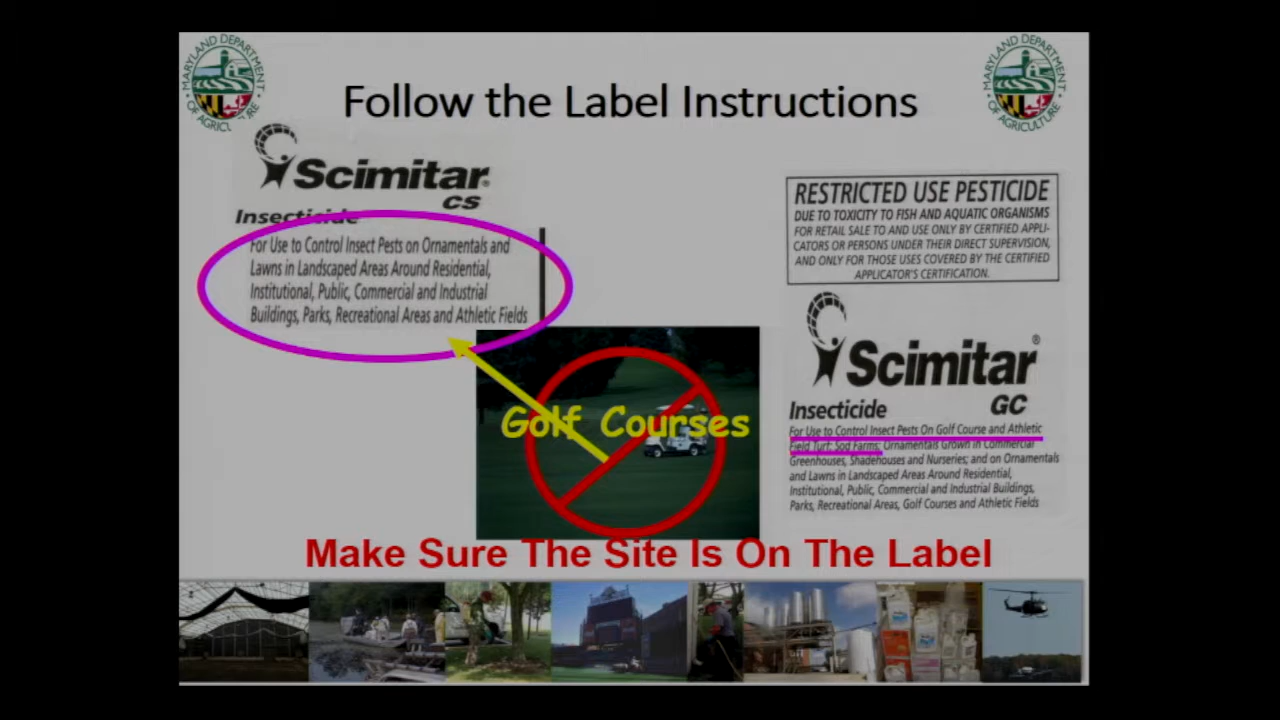 MARYLAND DEPARTMENT
OF AGRICULTURE
MARYLAND DEPARTMENT
OF AGRICULTURE
Follow the Label Instructions
Scimitar®
CS
Insecticide
For Use to Control Insect Pests on Ornamentals and
Lawns in Landscaped Areas Around Residential,
Institutional, Public, Commercial and Industrial
Buildings, Parks, Recreational Areas and Athletic Fields
RESTRICTED USE PESTICIDE
DUE TO TOXICITY TO FISH AND AQUATIC ORGANISMS
FOR RETAIL SALE TO AND USE ONLY BY CERTIFIED APPLI-
CATORS OR PERSONS UNDER THEIR DIRECT SUPERVISION,
AND ONLY FOR THOSE USES COVERED BY THE CERTIFIED
APPLICATOR'S CERTIFICATION.
Scimitar®
GC
Insecticide
For Use to Control Insect Pests On Golf Course and Athletic
Field Turf; Sod Farms; Ornamentals Grown in Commercial
Greenhouses, Shadehouses and Nurseries; and on Ornamentals
and Lawns in Landscaped Areas Around Residential,
Institutional, Public, Commercial and Industrial Buildings,
Parks, Recreational Areas, Golf Courses and Athletic Fields
Golf Courses
Make Sure The Site Is On The Label